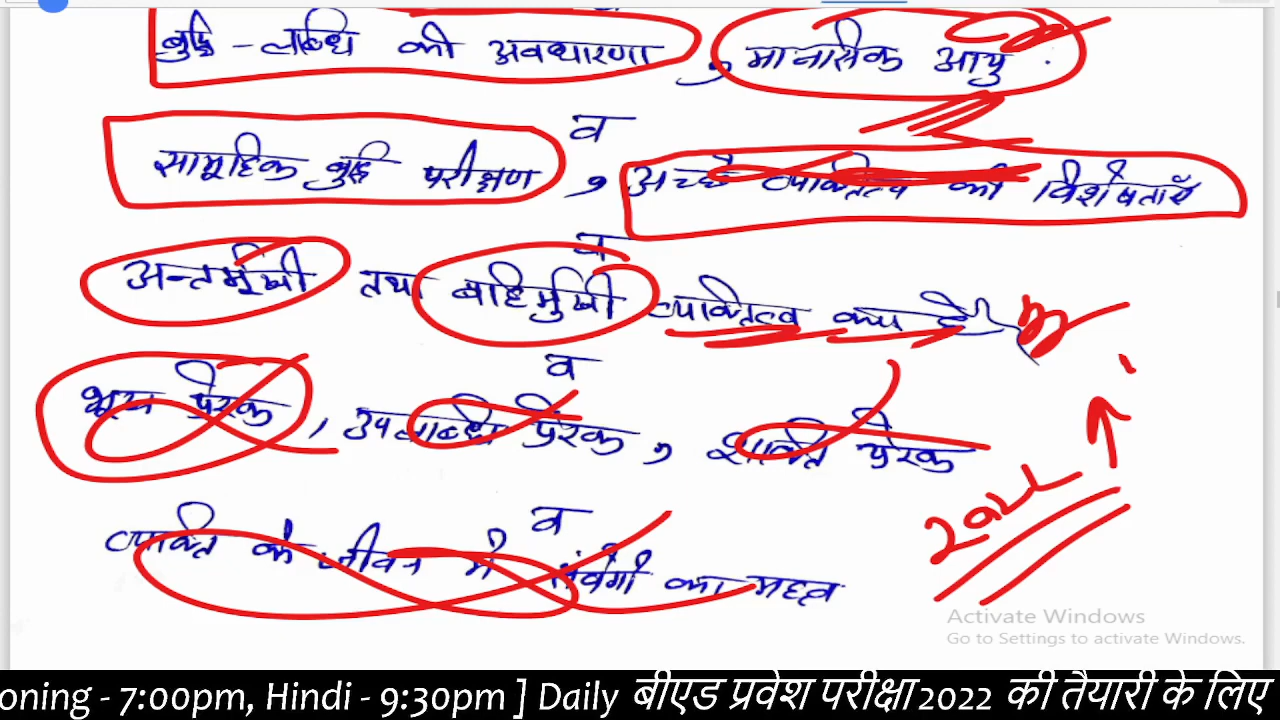 बुद्धि - लब्धि की अवधारणा , मानसिक आयु .
व
सामूहिक बुद्धि परीक्षण , अच्छे व्यक्तित्व की विशेषताएँ
व
अन्तर्मुखी तथा बहिर्मुखी व्यक्तित्व क्या है
व
भूख प्रेरक , उपलब्धि प्रेरक , शक्ति प्रेरक
व
व्यक्ति के जीवन में संवेगों का महत्व
Activate Windows
Go to Settings to activate Windows.
oning - 7:00pm, Hindi - 9:30pm ] Daily बीएड प्रवेश परीक्षा 2022 की तैयारी के लिए